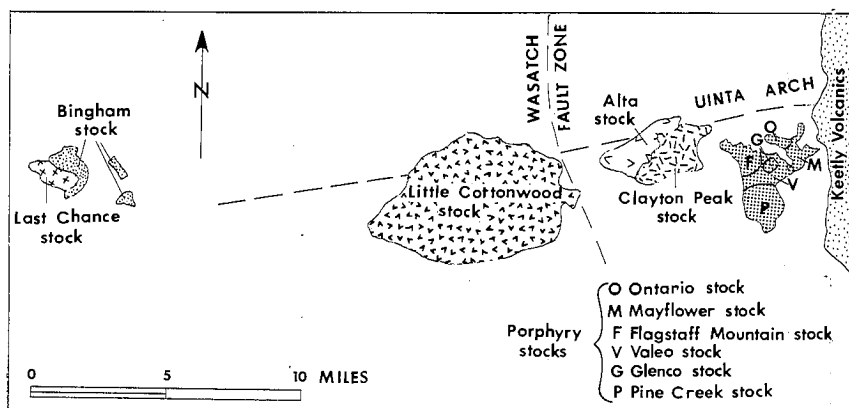 WASATCH
FAULT ZONE
UINTA ARCH
Keetly Volcanics
N
Bingham
stock
Last Chance
stock
Little Cottonwood
stock
Alta
stock
Clayton Peak
stock
O
G
F
M
V
P
Porphyry
stocks
O Ontario stock
M Mayflower stock
F Flagstaff Mountain stock
V Valeo stock
G Glenco stock
P Pine Creek stock
0 5 10 MILES